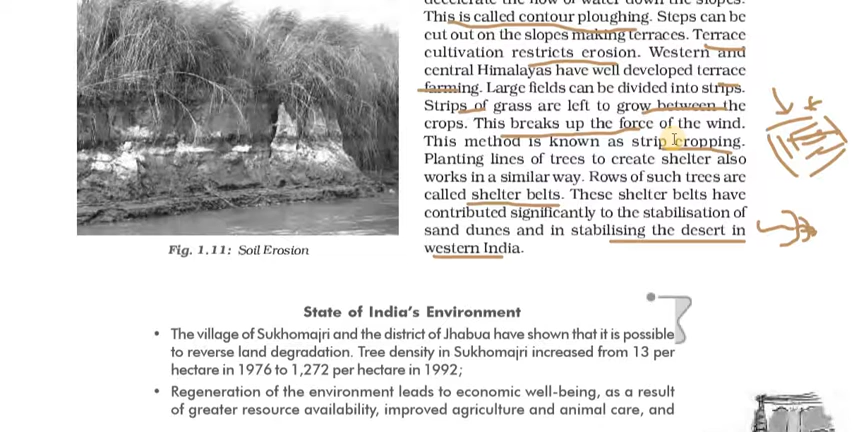 decelerate the flow of water down the slopes.
This is called contour ploughing. Steps can be
cut out on the slopes making terraces. Terrace
cultivation restricts erosion. Western and
central Himalayas have well developed terrace
farming. Large fields can be divided into strips.
Strips of grass are left to grow between the
crops. This breaks up the force of the wind.
This method is known as strip cropping.
Planting lines of trees to create shelter also
works in a similar way. Rows of such trees are
called shelter belts. These shelter belts have
contributed significantly to the stabilisation of
sand dunes and in stabilising the desert in
western India.
Fig. 1.11: Soil Erosion
State of India's Environment
• The village of Sukhomajri and the district of Jhabua have shown that it is possible
to reverse land degradation. Tree density in Sukhomajri increased from 13 per
hectare in 1976 to 1,272 per hectare in 1992;
• Regeneration of the environment leads to economic well-being, as a result
of greater resource availability, improved agriculture and animal care, and